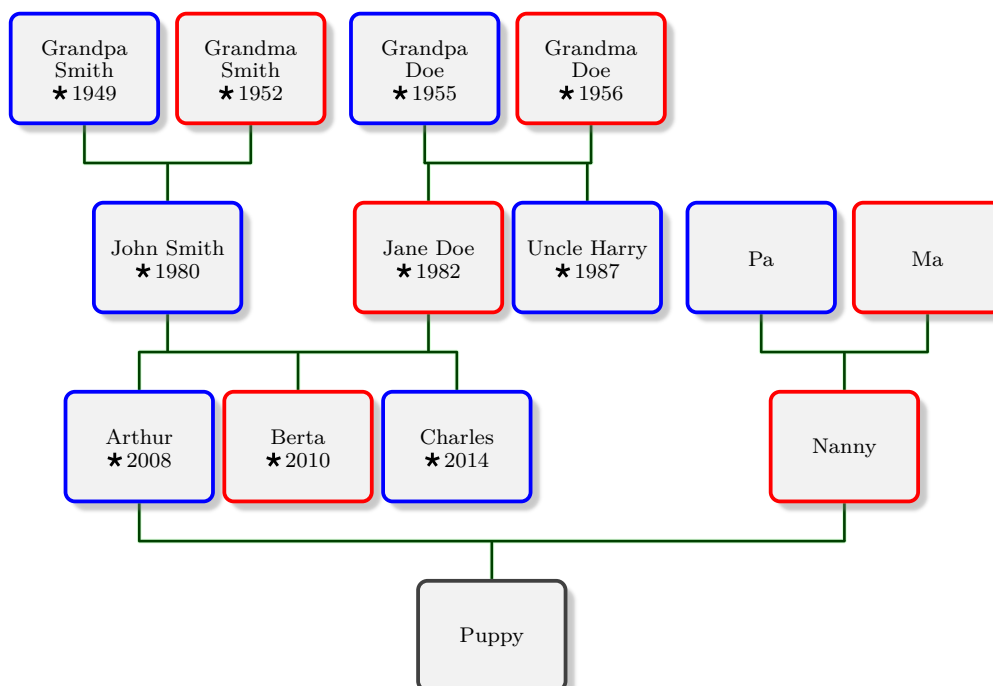 Grandpa
Smith
★ 1949
Grandma
Smith
★ 1952
Grandpa
Doe
★ 1955
Grandma
Doe
★ 1956
John Smith
★ 1980
Jane Doe
★ 1982
Uncle Harry
★ 1987
Pa
Ma
Arthur
★ 2008
Berta
★ 2010
Charles
★ 2014
Nanny
Puppy